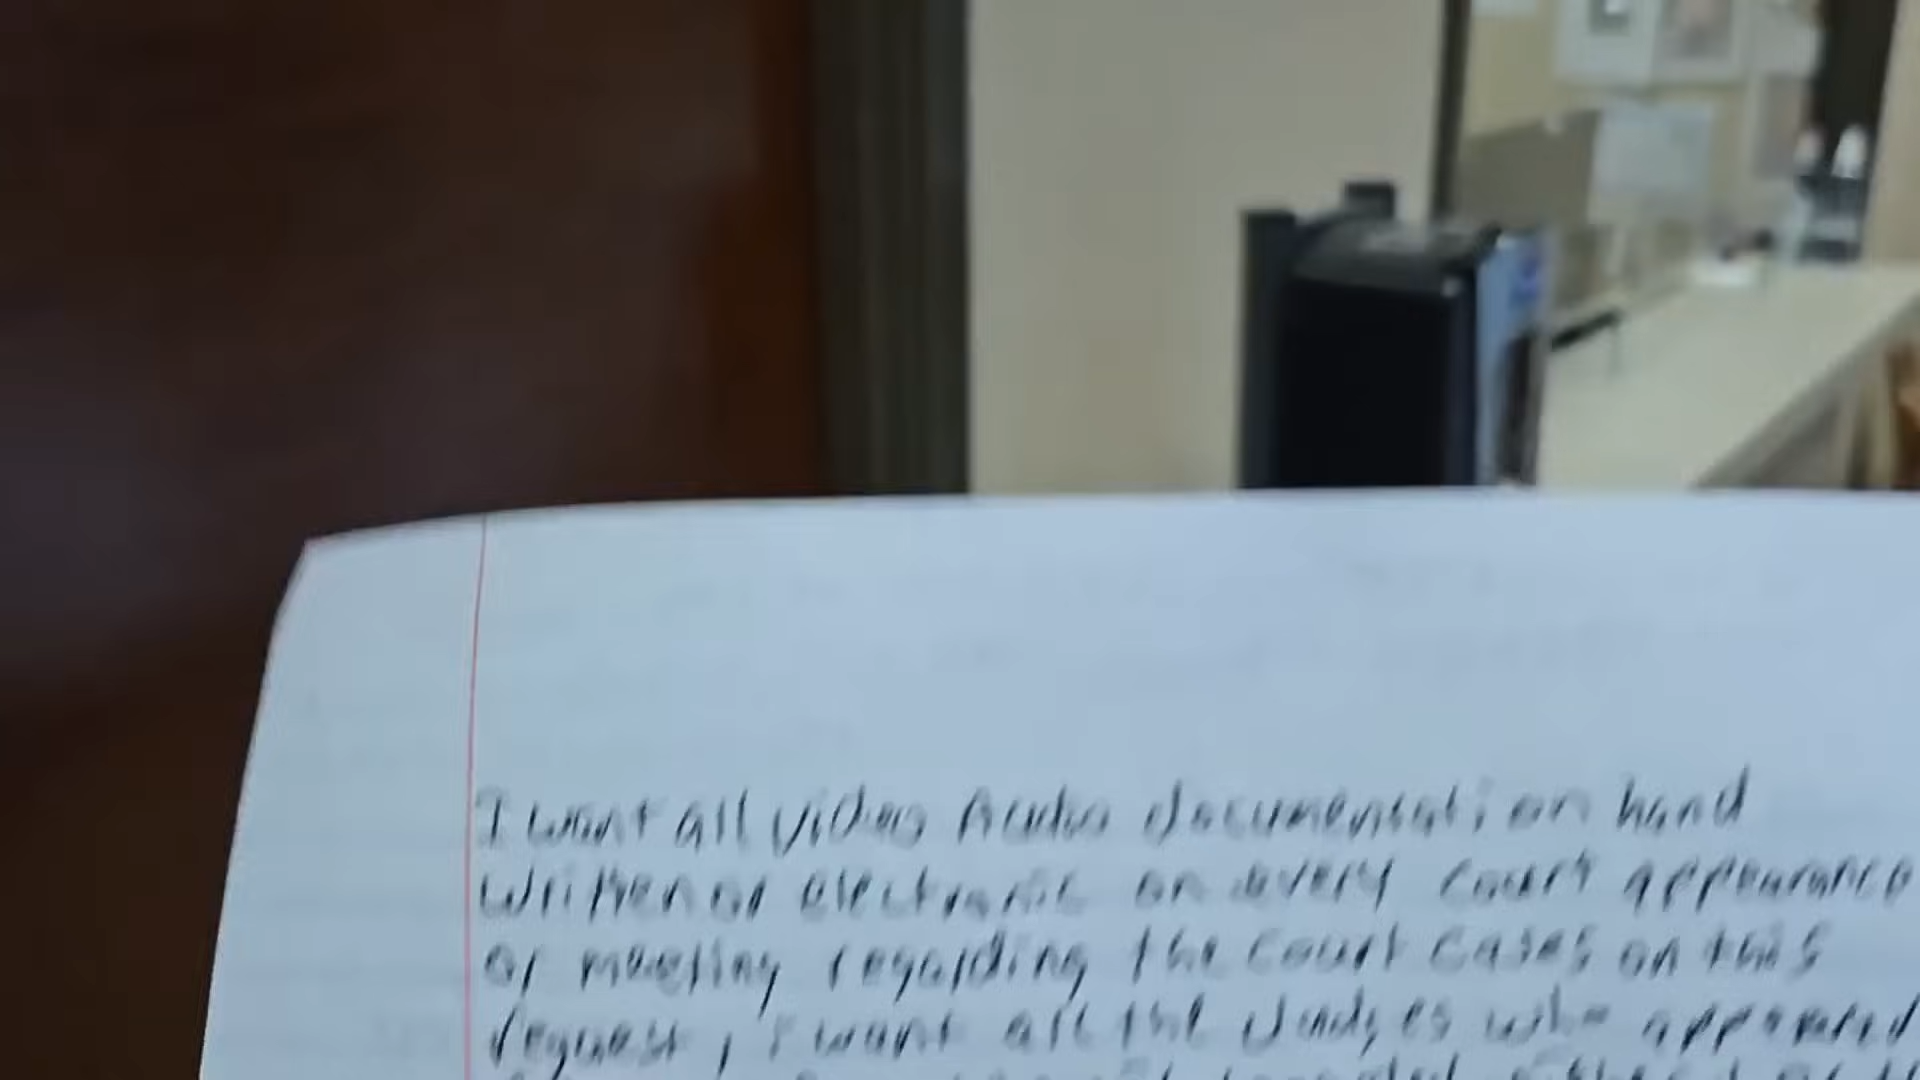 I want all video Audio documentation hand
written or electronic on every court appearance
or meeting regarding the court cases on this
request, I want all the Judges who appeared